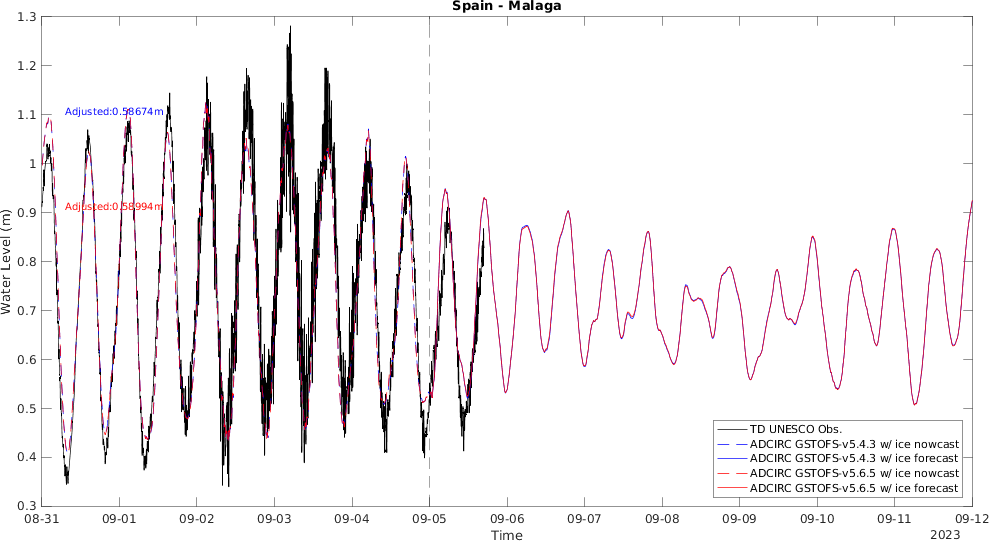 Spain - Malaga
1.3
1.2
1.1
1
0.9
0.8
0.7
0.6
0.5
0.4
0.3
Water Level (m)
Adjusted:0.58674m
Adjusted:0.58994m
TD UNESCO Obs.
ADCIRC GSTOFS-v5.4.3 w/ ice nowcast
ADCIRC GSTOFS-v5.4.3 w/ ice forecast
ADCIRC GSTOFS-v5.6.5 w/ ice nowcast
ADCIRC GSTOFS-v5.6.5 w/ ice forecast
08-31 09-01 09-02 09-03 09-04 09-05 09-06 09-07 09-08 09-09 09-10 09-11 09-12
Time
2023